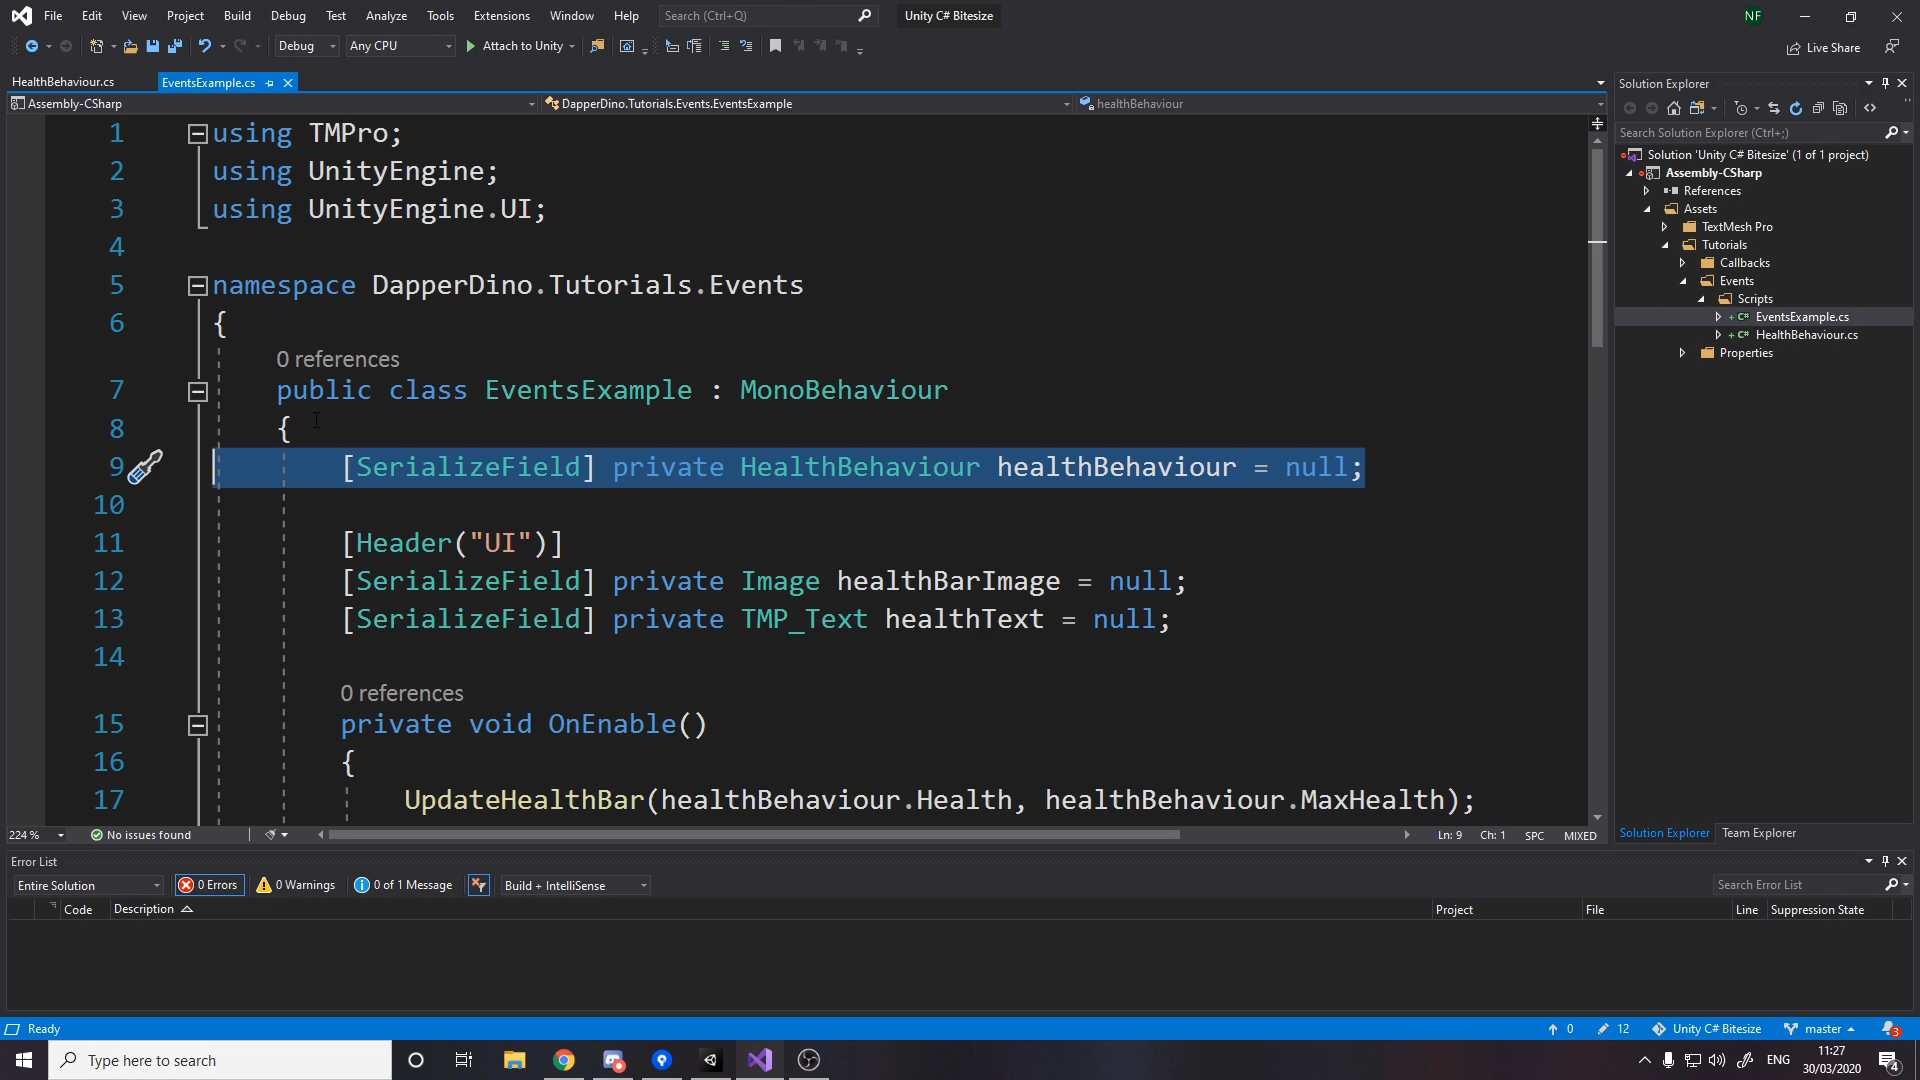 File Edit View Project Build Debug Test Analyze Tools Extensions Window Help Search (Ctrl+Q) Unity C# Bitesize NF
Debug Any CPU Attach to Unity Live Share
HealthBehaviour.cs EventsExample.cs
Assembly-CSharp DapperDino.Tutorials.Events.EventsExample healthBehaviour
1 using TMPro;
2 using UnityEngine;
3 using UnityEngine.UI;
4
5 namespace DapperDino.Tutorials.Events
6 {
0 references
7 public class EventsExample : MonoBehaviour
8 {
9 [SerializeField] private HealthBehaviour healthBehaviour = null;
10
11 [Header("UI")]
12 [SerializeField] private Image healthBarImage = null;
13 [SerializeField] private TMP_Text healthText = null;
14
0 references
15 private void OnEnable()
16 {
17 UpdateHealthBar(healthBehaviour.Health, healthBehaviour.MaxHealth);
224 % No issues found Ln: 9 Ch: 1 SPC MIXED
Solution Explorer
Search Solution Explorer (Ctrl+;)
Solution 'Unity C# Bitesize' (1 of 1 project)
Assembly-CSharp
References
Assets
TextMesh Pro
Tutorials
Callbacks
Events
Scripts
C# EventsExample.cs
C# HealthBehaviour.cs
Properties
Solution Explorer Team Explorer
Error List
Entire Solution 0 Errors 0 Warnings 0 of 1 Message Build + IntelliSense Search Error List
Code Description Project File Line Suppression State
Ready 0 12 Unity C# Bitesize master 3
Type here to search ENG 11:27
30/03/2020 4